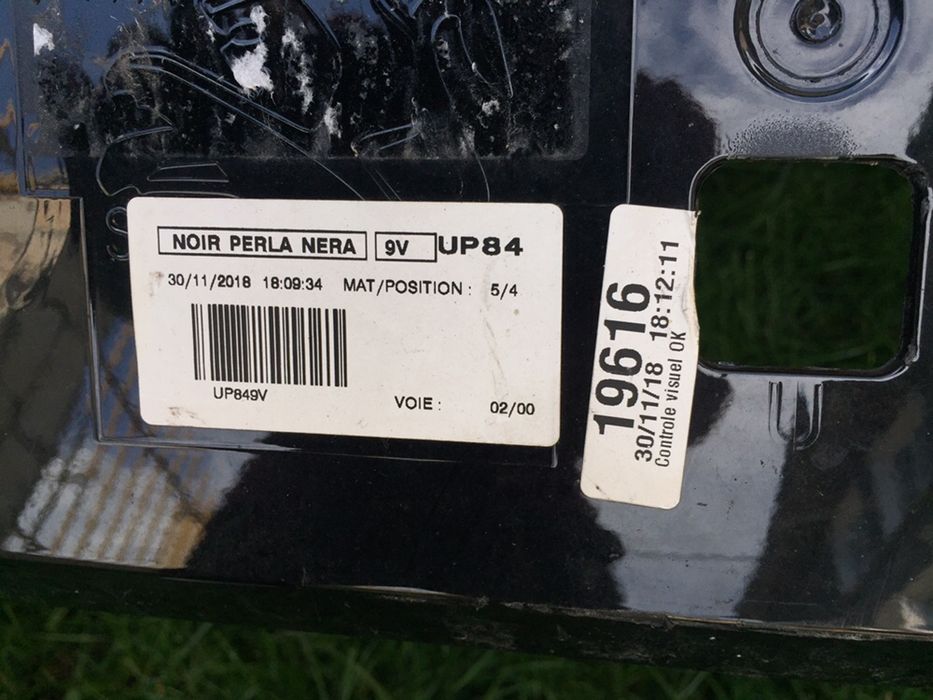 NOIR PERLA NERA 9V UP84
30/11/2018 18:09:34 MAT/POSITION : 5/4
UP849V
VOIE : 02/00
19616
30/11/18 18:12:11
Controle visuel OK